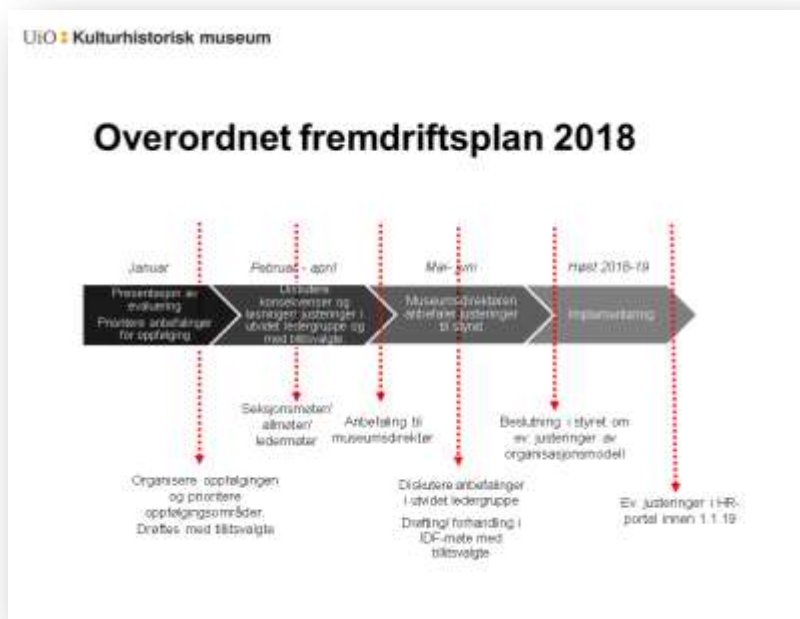 UiO : Kulturhistorisk museum
Overordnet fremdriftsplan 2018
Januar
Februar - april
Mai- juni
Høst 2018-19
Presentasjon av
evaluering
Prioritere anbefalinger
for oppfølging
Diskutere
konsekvenser og
løsninger/ justeringer i
utvidet ledergruppe og
med tillitsvalgte
Museumsdirektøren
anbefaler justeringer
til styret
Implementering
Seksjonsmøter/
allmøter/
ledermøter
Anbefaling til
museumsdirektør
Beslutning i styret om
ev. justeringer av
organisasjonsmodell
Organisere oppfølgingen
og prioritere
oppfølgingsområder.
Drøftes med tillitsvalgte
Diskutere anbefalinger
i utvidet ledergruppe
Drøfting/ forhandling i
IDF-møte med
tillitsvalgte
Ev. justeringer i HR-
portal innen 1.1.19